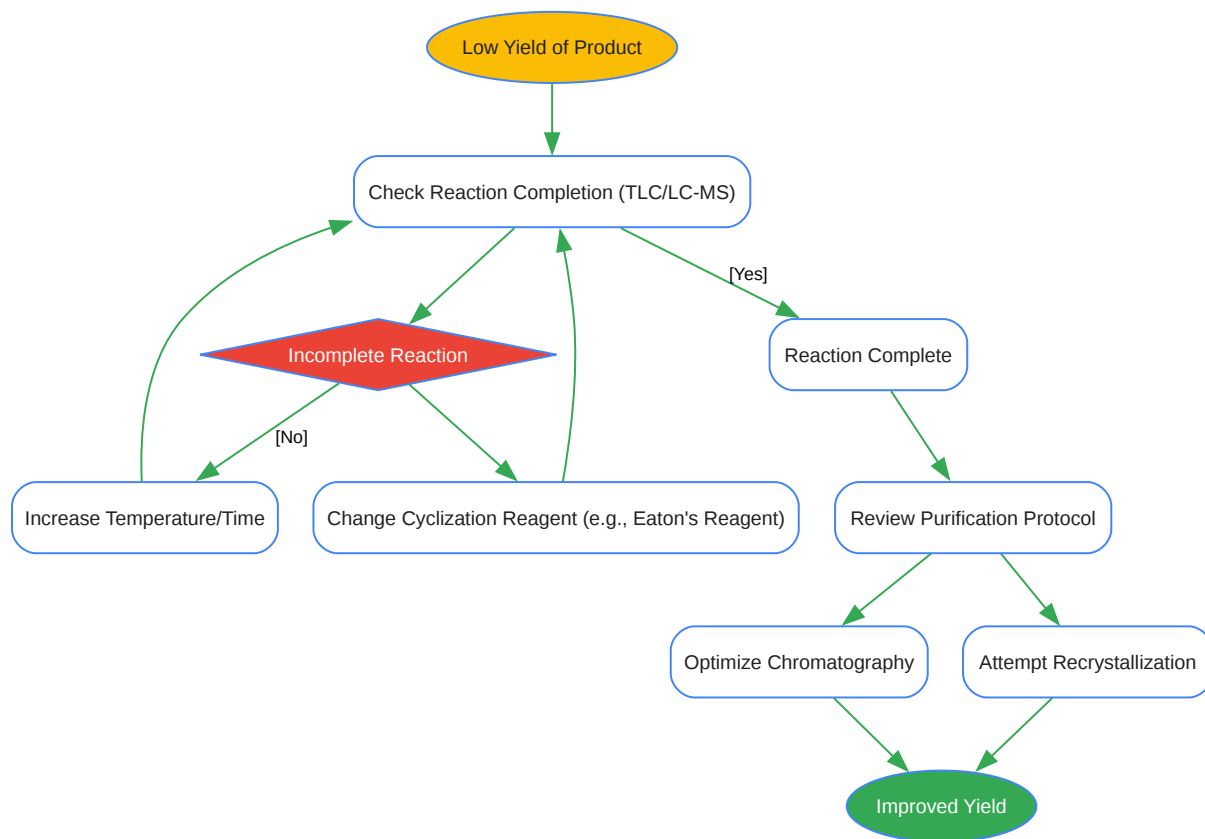 Low Yield of Product
Check Reaction Completion (TLC/LC-MS)
[Yes]
Incomplete Reaction
Reaction Complete
[No]
Increase Temperature/Time
Change Cyclization Reagent (e.g., Eaton's Reagent)
Review Purification Protocol
Optimize Chromatography
Attempt Recrystallization
Improved Yield